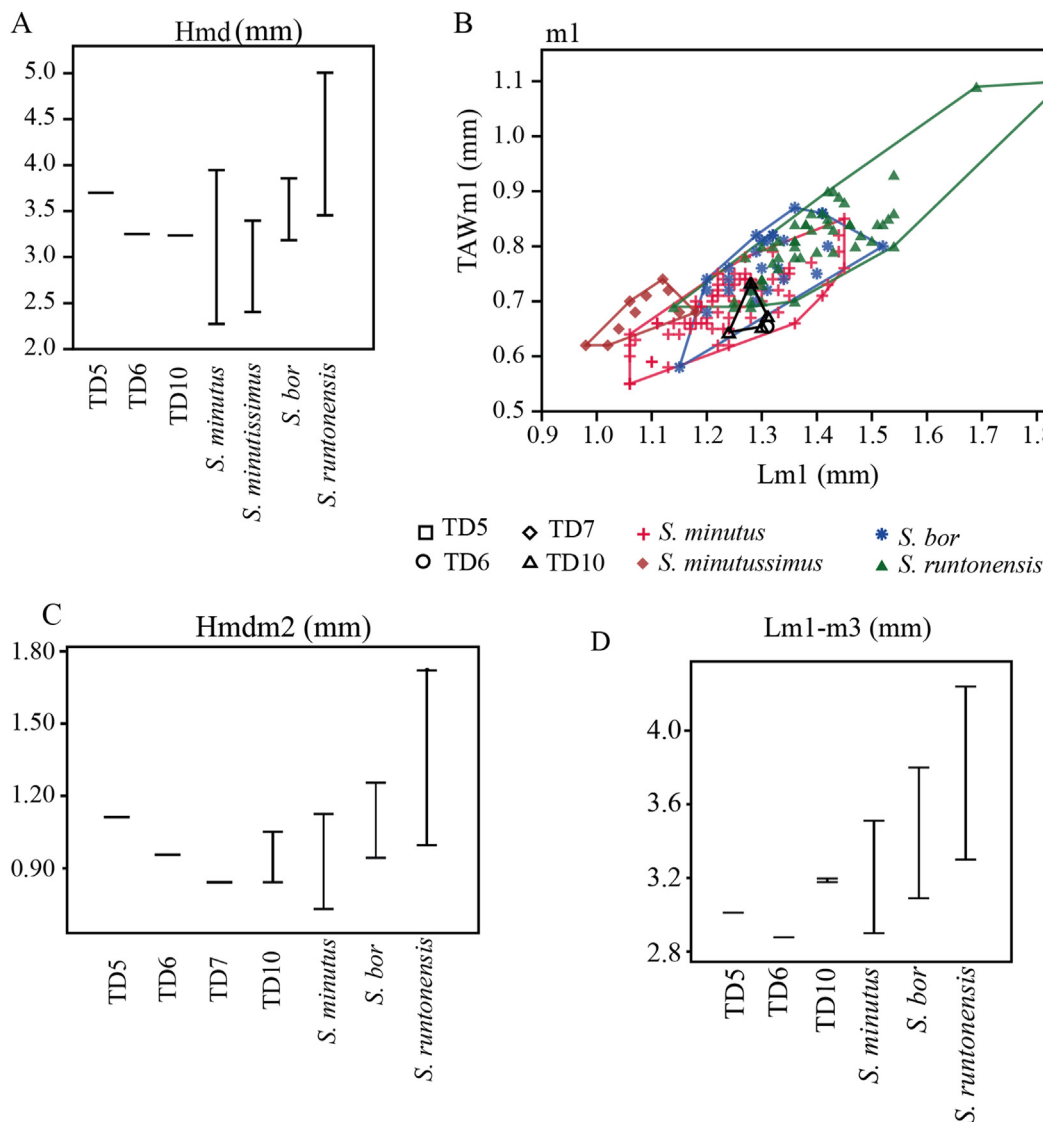 A
Hmd (mm)
5.0
4.5
4.0
3.5
3.0
2.5
2.0
TD5
TD6
TD10
S. minutus
S. minutissimus
S. bor
S. runtonensis
B
m1
TAWm1 (mm)
1.1
1.0
0.9
0.8
0.7
0.6
0.5
0.9 1.0 1.1 1.2 1.3 1.4 1.5 1.6 1.7 1.8
Lm1 (mm)
TD5 TD7 S. minutus S. bor
TD6 TD10 S. minutussimus S. runtonensis
C
Hmdm2 (mm)
1.80
1.50
1.20
0.90
TD5
TD6
TD7
TD10
S. minutus
S. bor
S. runtonensis
D
Lm1-m3 (mm)
4.0
3.6
3.2
2.8
TD5
TD6
TD10
S. minutus
S. bor
S. runtonensis